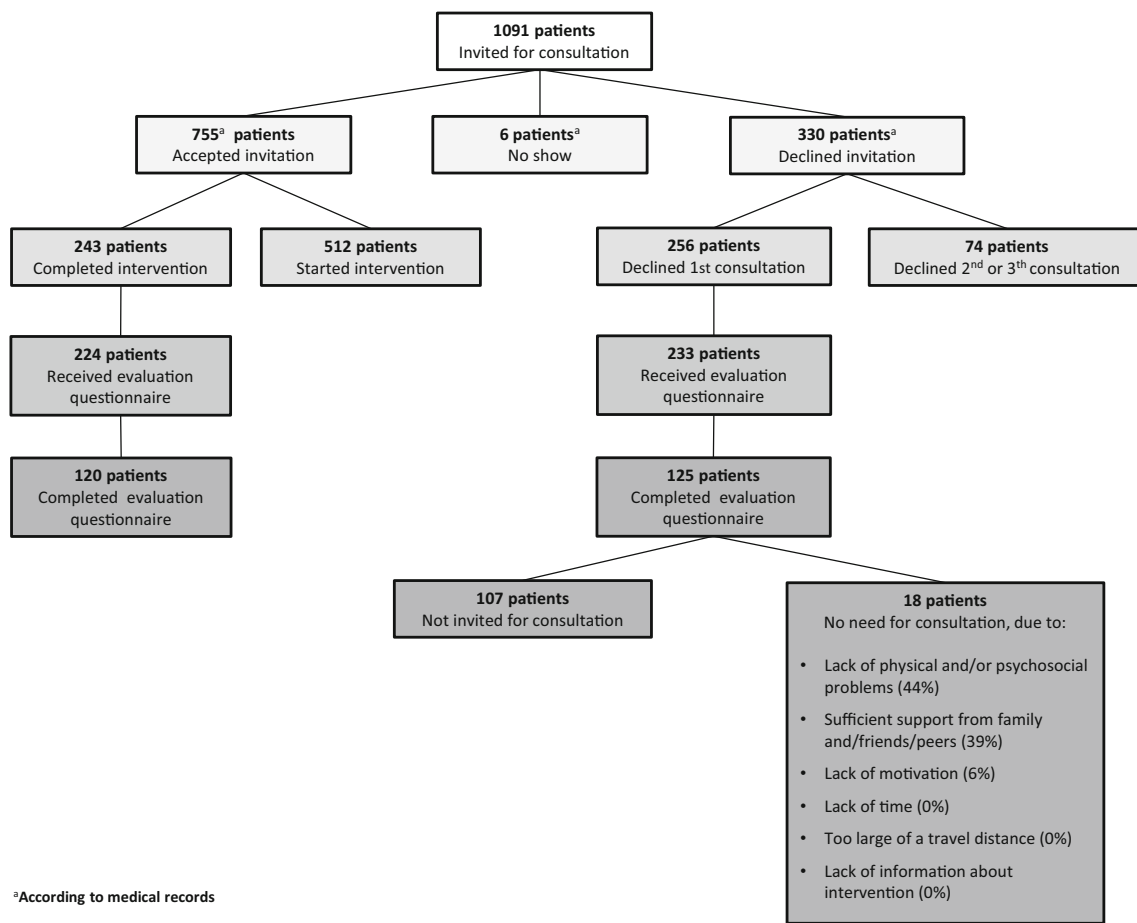 1091 patients
Invited for consultation
755ᵃ patients
Accepted invitation
6 patientsᵃ
No show
330 patientsᵃ
Declined invitation
243 patients
Completed intervention
512 patients
Started intervention
256 patients
Declined 1st consultation
74 patients
Declined 2ⁿᵈ or 3ᵗʰ consultation
224 patients
Received evaluation
questionnaire
233 patients
Received evaluation
questionnaire
120 patients
Completed evaluation
questionnaire
125 patients
Completed evaluation
questionnaire
107 patients
Not invited for consultation
18 patients
No need for consultation, due to:
• Lack of physical and/or psychosocial
problems (44%)
• Sufficient support from family
and/friends/peers (39%)
• Lack of motivation (6%)
• Lack of time (0%)
• Too large of a travel distance (0%)
• Lack of information about
intervention (0%)
ᵃAccording to medical records